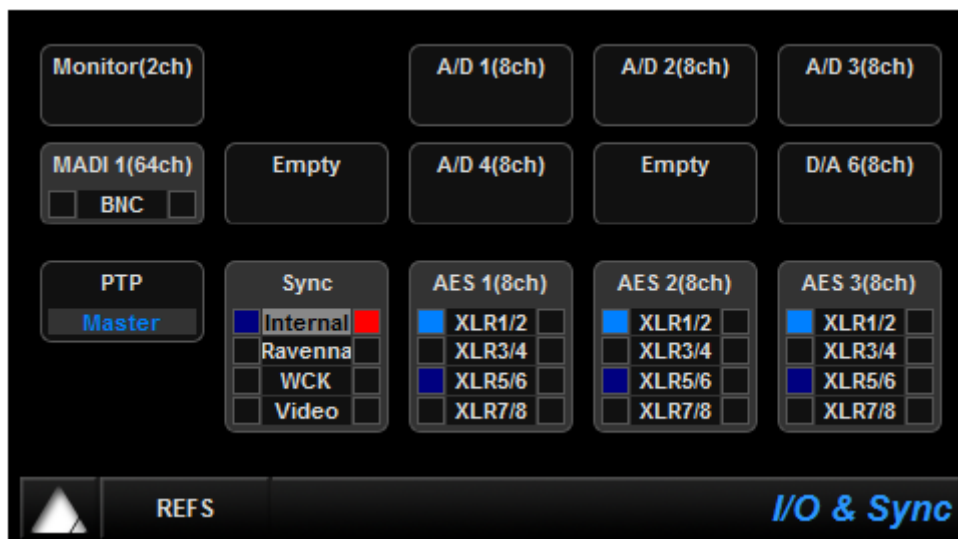 Monitor(2ch)
A/D 1(8ch)
A/D 2(8ch)
A/D 3(8ch)
MADI 1(64ch)
BNC
Empty
A/D 4(8ch)
Empty
D/A 6(8ch)
PTP
Master
Sync
Internal
Ravenna
WCK
Video
AES 1(8ch)
XLR1/2
XLR3/4
XLR5/6
XLR7/8
AES 2(8ch)
XLR1/2
XLR3/4
XLR5/6
XLR7/8
AES 3(8ch)
XLR1/2
XLR3/4
XLR5/6
XLR7/8
REFS
I/O & Sync